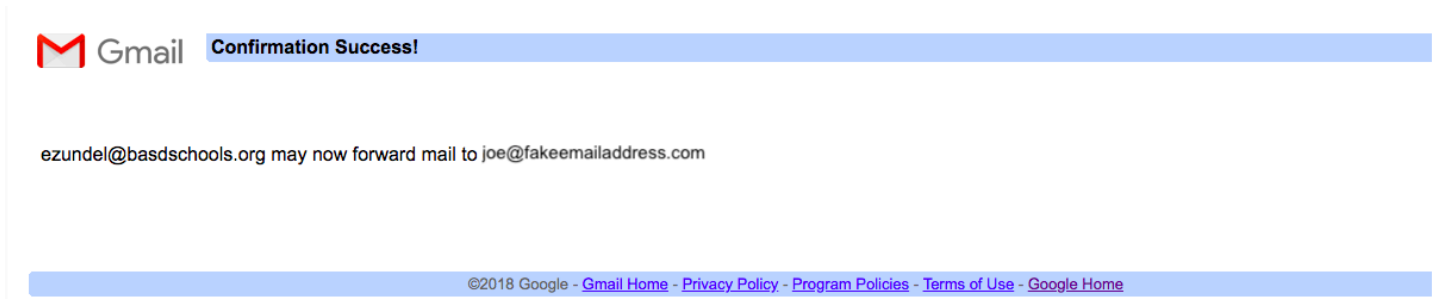 Gmail Confirmation Success!
ezundel@basdschools.org may now forward mail to joe@fakeemailaddress.com
©2018 Google - Gmail Home - Privacy Policy - Program Policies - Terms of Use - Google Home